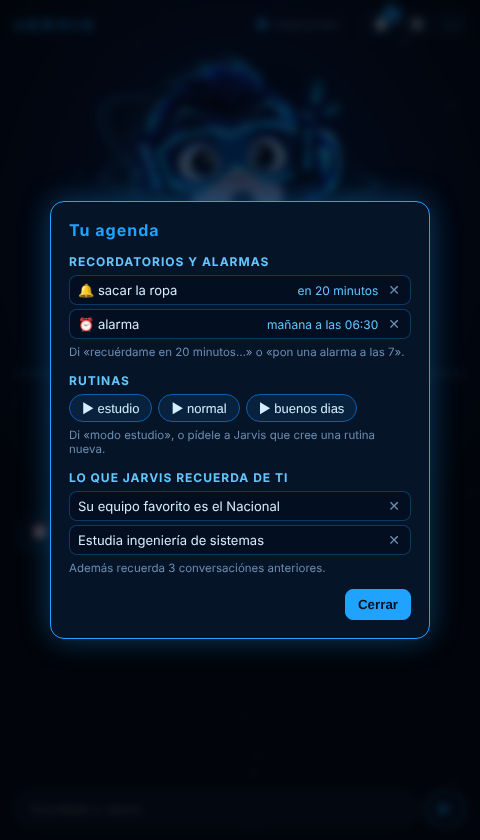 Tu agenda
RECORDATORIOS Y ALARMAS
🔔 sacar la ropa en 20 minutos ✕
⏰ alarma mañana a las 06:30 ✕
Di «recuérdame en 20 minutos...» o «pon una alarma a las 7».
RUTINAS
▶ estudio ▶ normal ▶ buenos dias
Di «modo estudio», o pídele a Jarvis que cree una rutina
nueva.
LO QUE JARVIS RECUERDA DE TI
Su equipo favorito es el Nacional ✕
Estudia ingeniería de sistemas ✕
Además recuerda 3 conversaciónes anteriores.
Cerrar